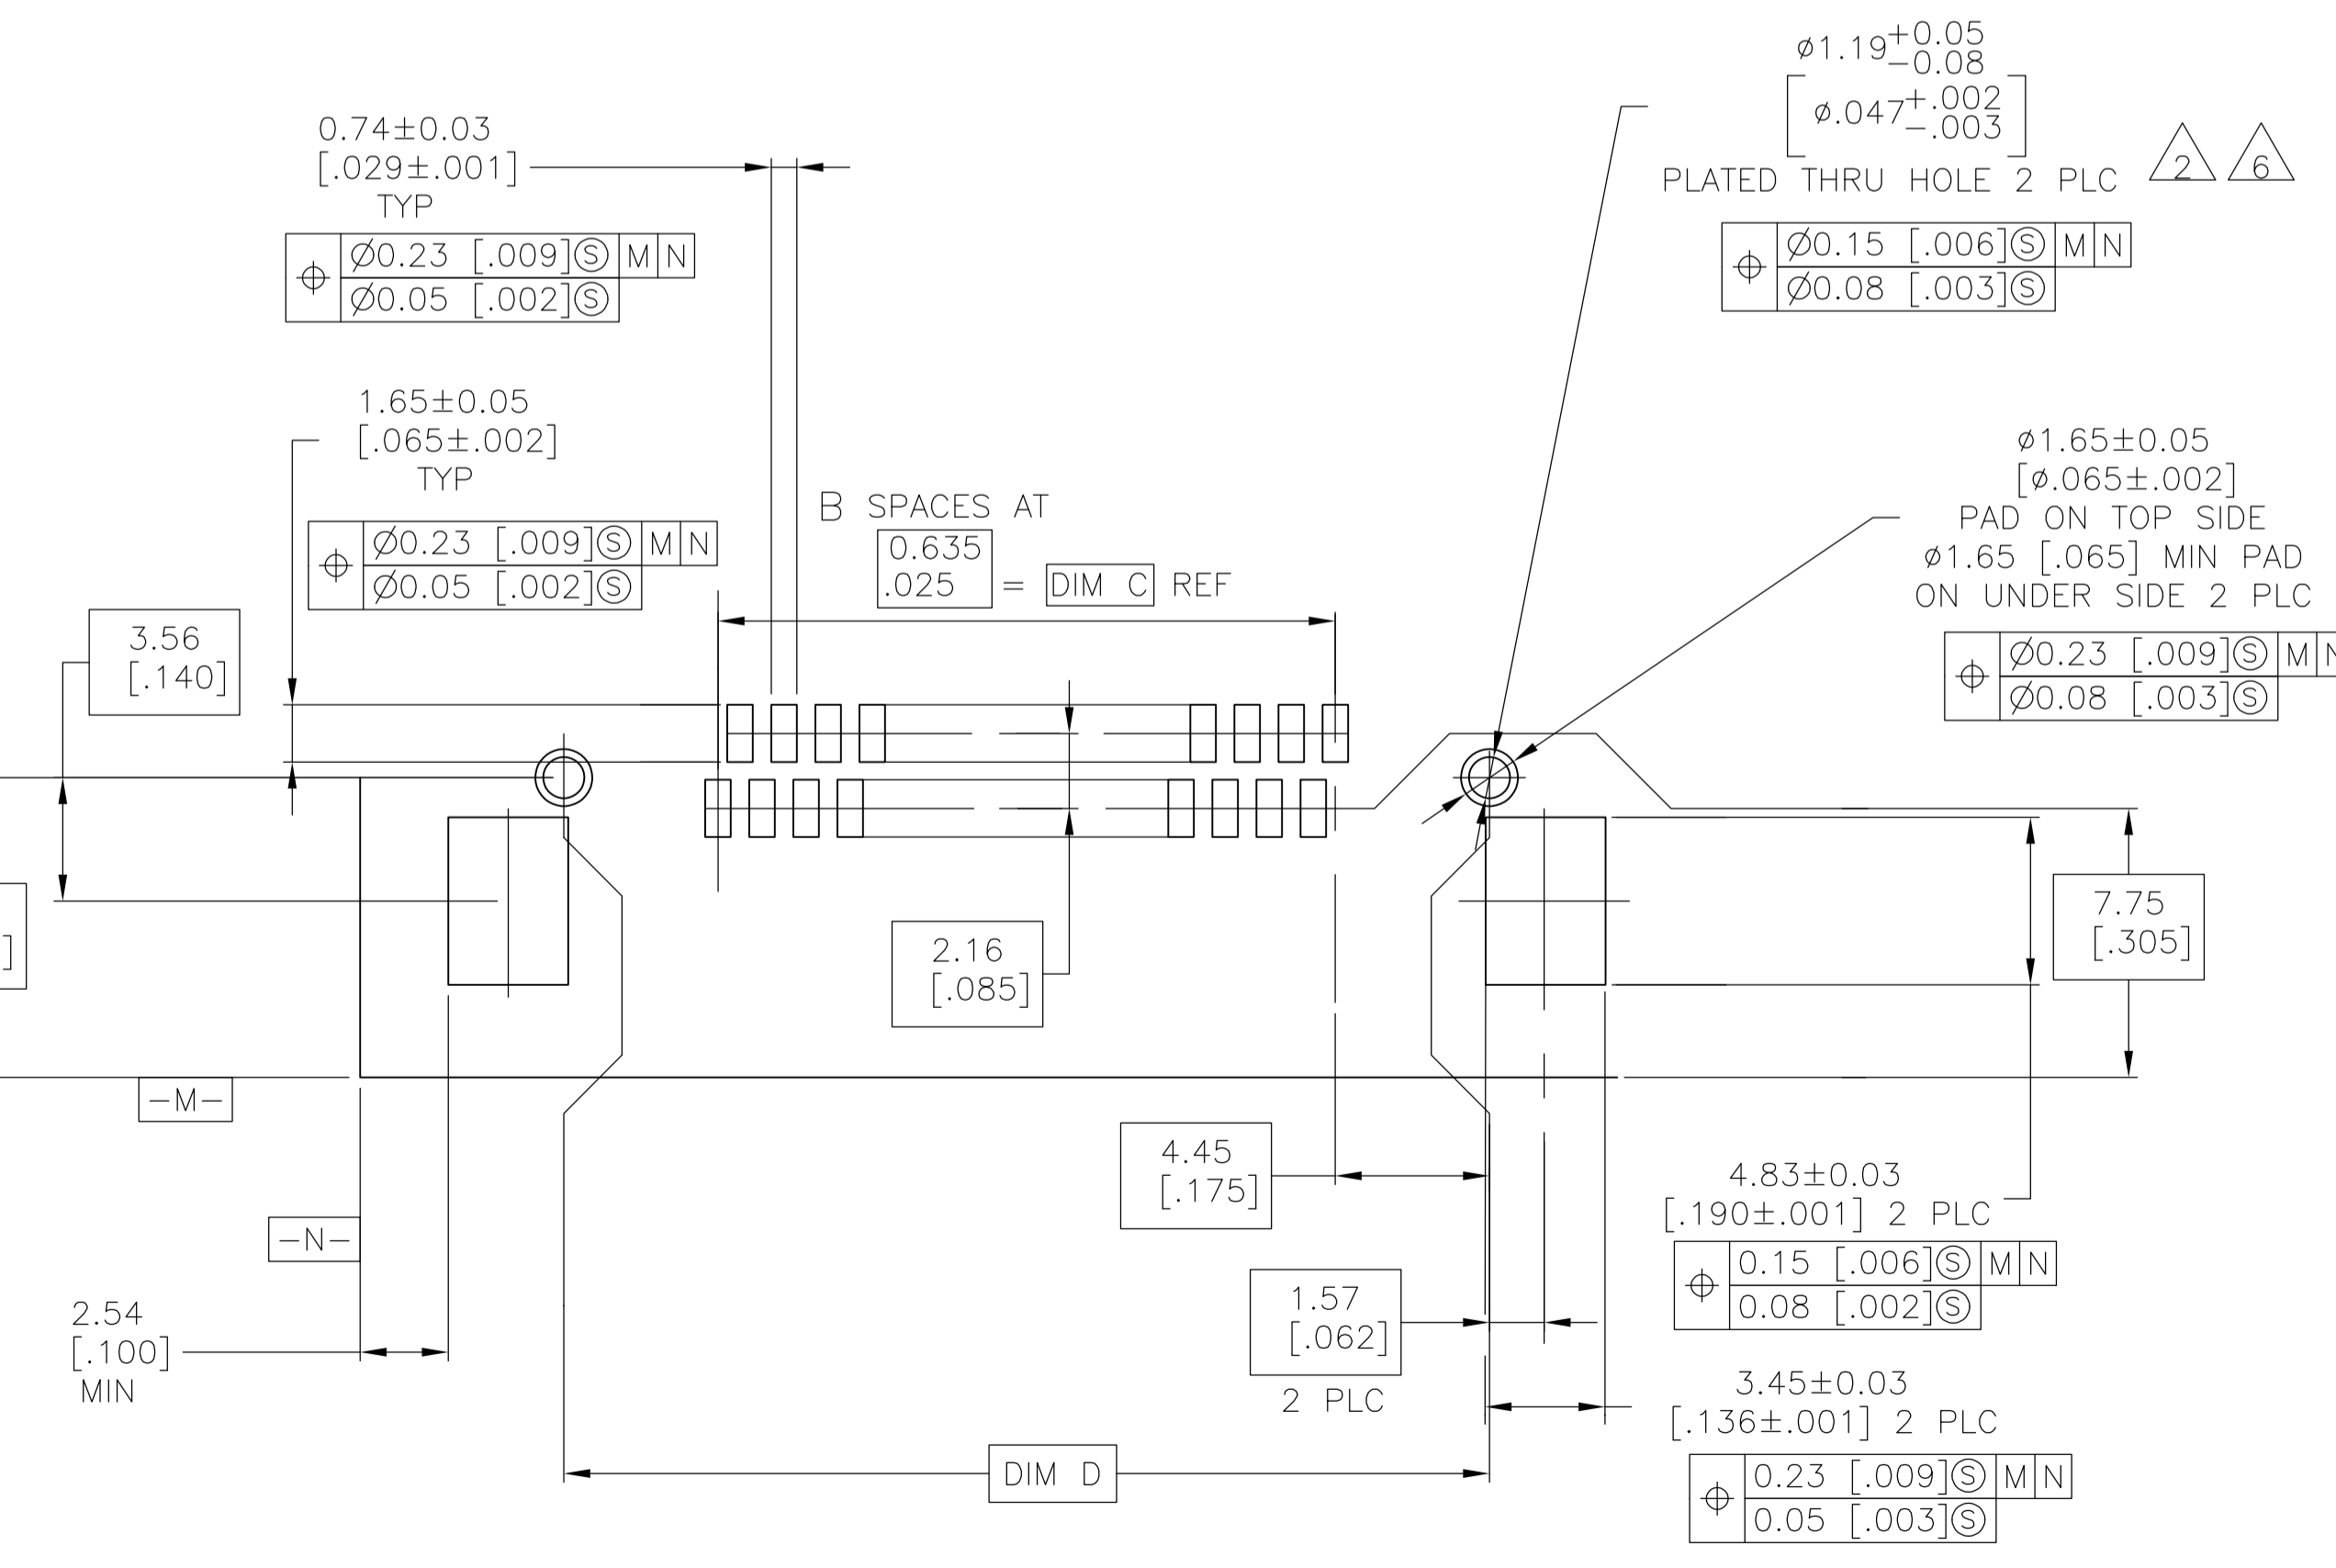 0.74±0.03
[.029±.001]
TYP
⌖ Ø0.23 [.009]Ⓢ M N
Ø0.05 [.002]Ⓢ
ø1.19+0.05
-0.08
[ø.047+.002
-.003]
PLATED THRU HOLE 2 PLC 2 6
⌖ Ø0.15 [.006]Ⓢ M N
Ø0.08 [.003]Ⓢ
1.65±0.05
[.065±.002]
TYP
⌖ Ø0.23 [.009]Ⓢ M N
Ø0.05 [.002]Ⓢ
B SPACES AT
0.635
.025 = DIM C REF
ø1.65±0.05
[ø.065±.002]
PAD ON TOP SIDE
ø1.65 [.065] MIN PAD
ON UNDER SIDE 2 PLC
⌖ Ø0.23 [.009]Ⓢ M N
Ø0.08 [.003]Ⓢ
3.56
[.140]
]
2.16
[.085]
7.75
[.305]
-M-
-N-
4.45
[.175]
4.83±0.03
[.190±.001] 2 PLC
⌖ 0.15 [.006]Ⓢ M N
0.08 [.002]Ⓢ
2.54
[.100]
MIN
1.57
[.062]
2 PLC
3.45±0.03
[.136±.001] 2 PLC
⌖ 0.23 [.009]Ⓢ M N
0.05 [.003]Ⓢ
DIM D